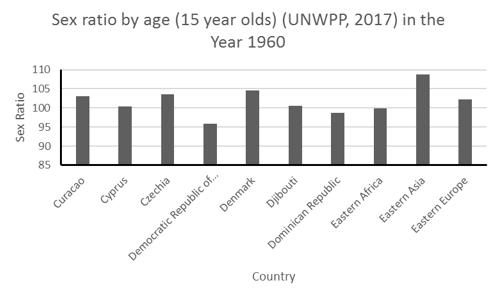 Sex ratio by age (15 year olds) (UNWPP, 2017) in the
Year 1960
110
105
100
95
90
85
Sex Ratio
Curacao
Cyprus
Czechia
Democratic Republic of...
Denmark
Djibouti
Dominican Republic
Eastern Africa
Eastern Asia
Eastern Europe
Country